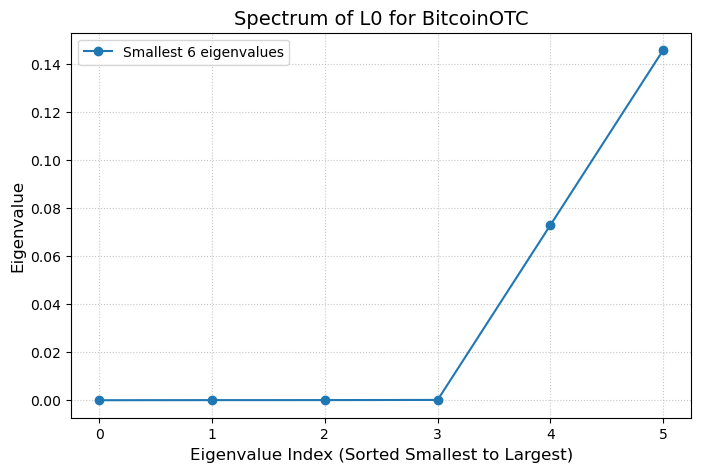 Spectrum of L0 for BitcoinOTC
Smallest 6 eigenvalues
0.14
0.12
0.10
0.08
0.06
0.04
0.02
0.00
Eigenvalue
0 1 2 3 4 5
Eigenvalue Index (Sorted Smallest to Largest)